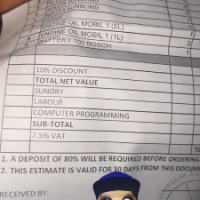 ENGINE OIL MOBIL 1 (5L)
ENGINE OIL MOBIL 1 (1L)
BATTERY 100 BOSCH
10% DISCOUNT
TOTAL NET VALUE
SUNDRY
LABOUR
COMPUTER PROGRAMMING
SUB-TOTAL
7.5% VAT
1. A DEPOSIT OF 80% WILL BE REQUIRED BEFORE ORDERING
2. THIS ESTIMATE IS VALID FOR 30 DAYS FROM THIS DOCUM
RECEIVED BY.